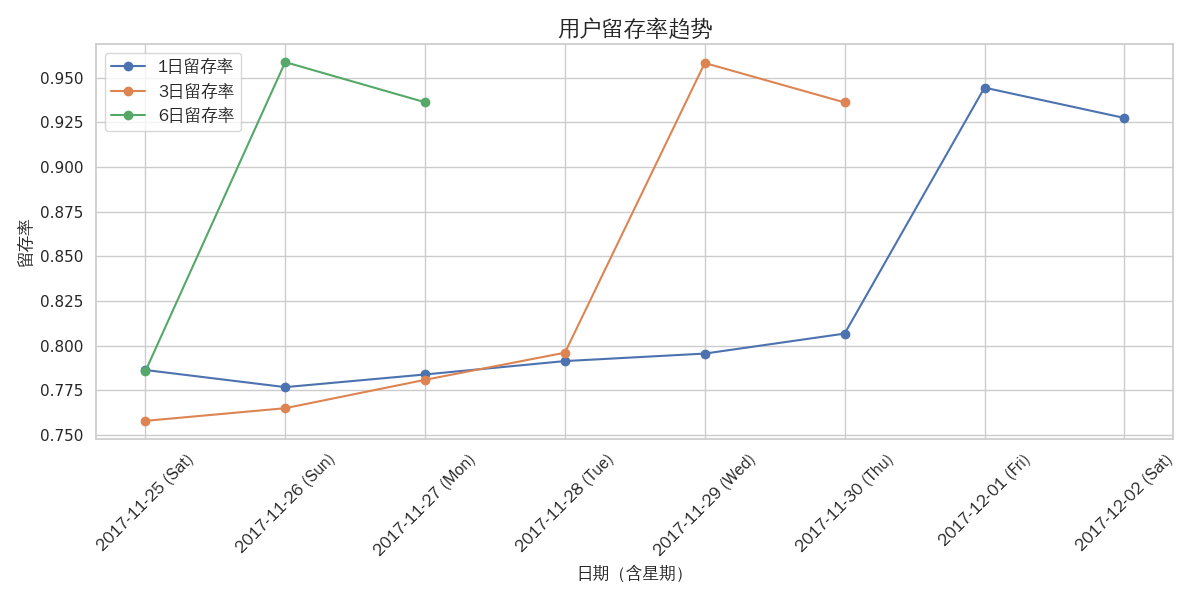 用户留存率趋势
1日留存率
3日留存率
6日留存率
留存率
0.950
0.925
0.900
0.875
0.850
0.825
0.800
0.775
0.750
2017-11-25 (Sat)
2017-11-26 (Sun)
2017-11-27 (Mon)
2017-11-28 (Tue)
2017-11-29 (Wed)
2017-11-30 (Thu)
2017-12-01 (Fri)
2017-12-02 (Sat)
日期（含星期）